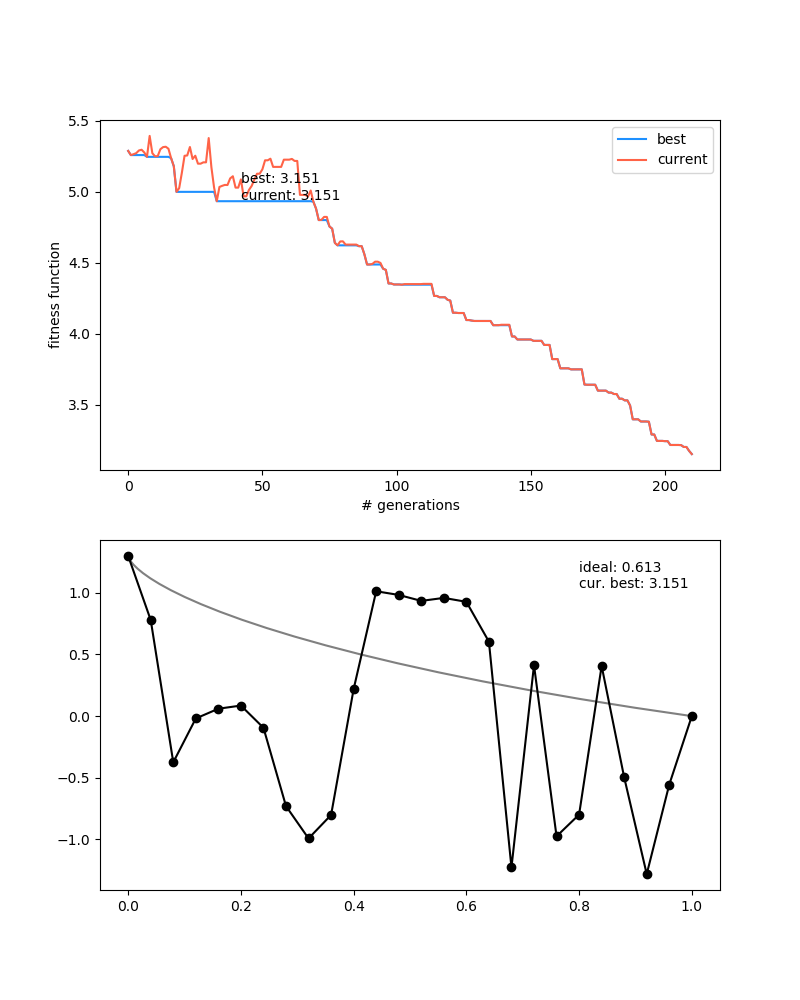 5.5
best
current
best: 3.151
current: 3.151
5.0
4.5
4.0
3.5
fitness function
0
50
100
150
200
# generations
ideal: 0.613
cur. best: 3.151
1.0
0.5
0.0
−0.5
−1.0
0.0
0.2
0.4
0.6
0.8
1.0